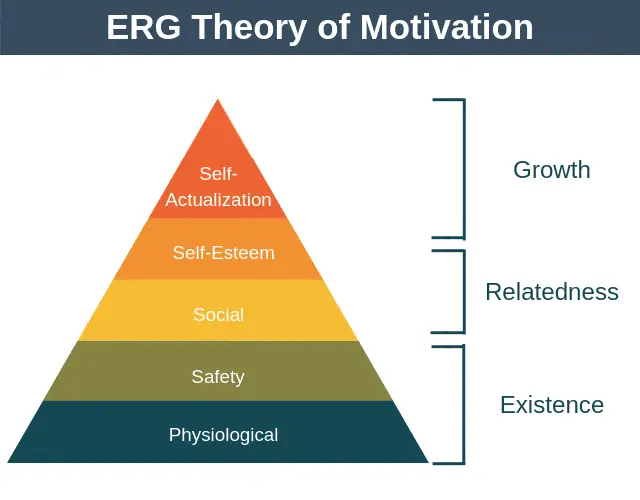 ERG Theory of Motivation
Self-
Actualization
Self-Esteem
Social
Safety
Physiological
Growth
Relatedness
Existence